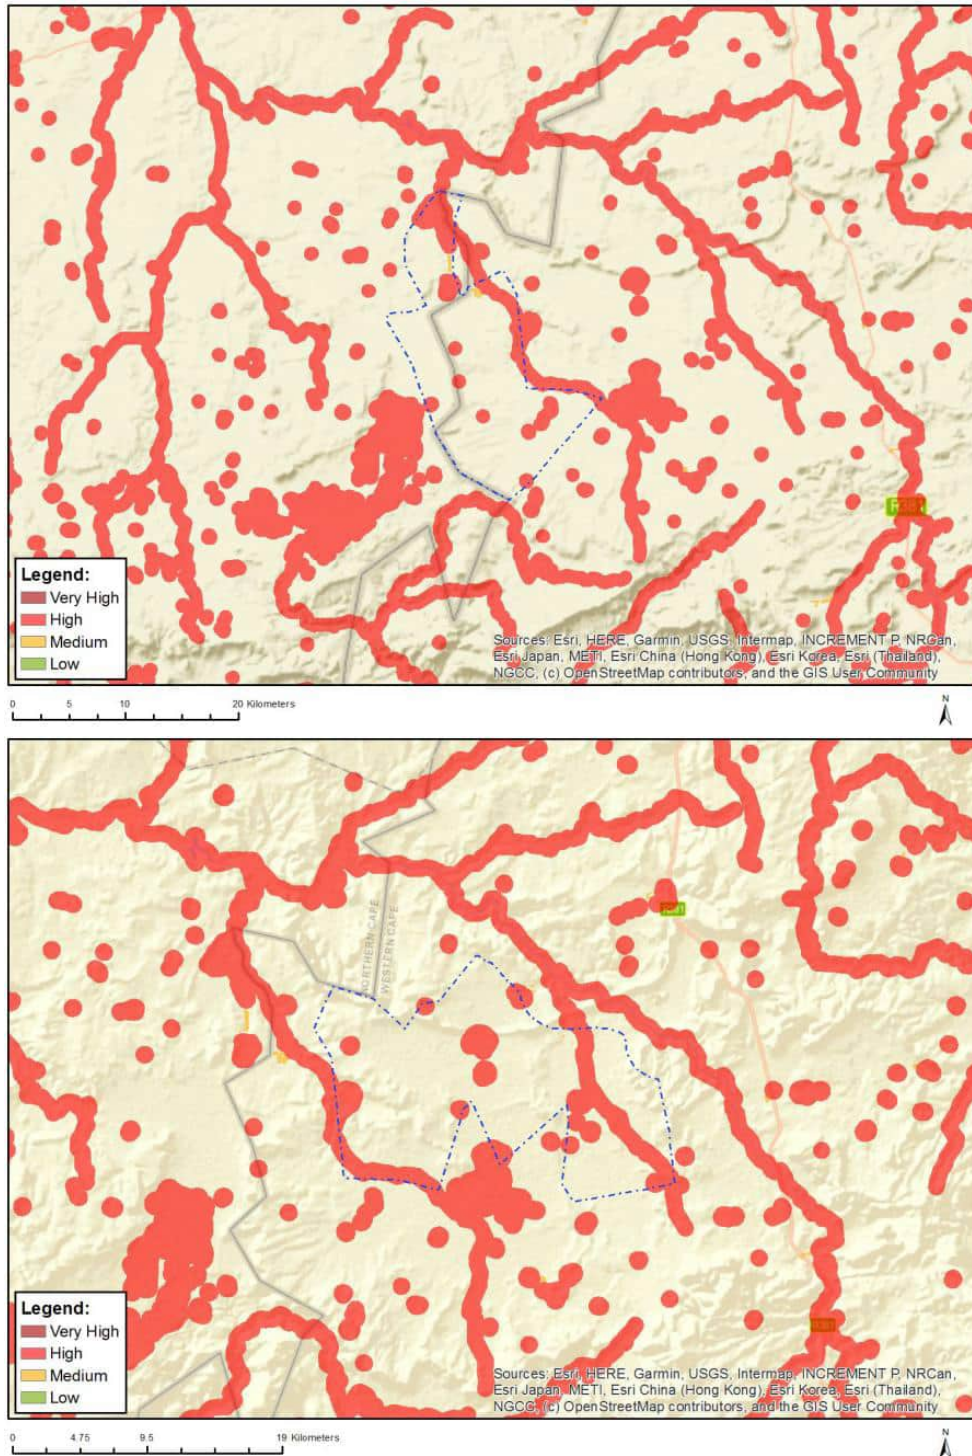 R381
Legend:
Very High
High
Medium
Low
Sources: Esri, HERE, Garmin, USGS, Intermap, INCREMENT P, NRCan,
Esri Japan, METI, Esri China (Hong Kong), Esri Korea, Esri (Thailand),
NGCC, (c) OpenStreetMap contributors, and the GIS User Community
0 5 10 20 Kilometers
N
NORTHERN CAPE
WESTERN CAPE
R381
Legend:
Very High
High
Medium
Low
Sources: Esri, HERE, Garmin, USGS, Intermap, INCREMENT P, NRCan,
Esri Japan, METI, Esri China (Hong Kong), Esri Korea, Esri (Thailand),
NGCC, (c) OpenStreetMap contributors, and the GIS User Community
0 4.75 9.5 19 Kilometers
N